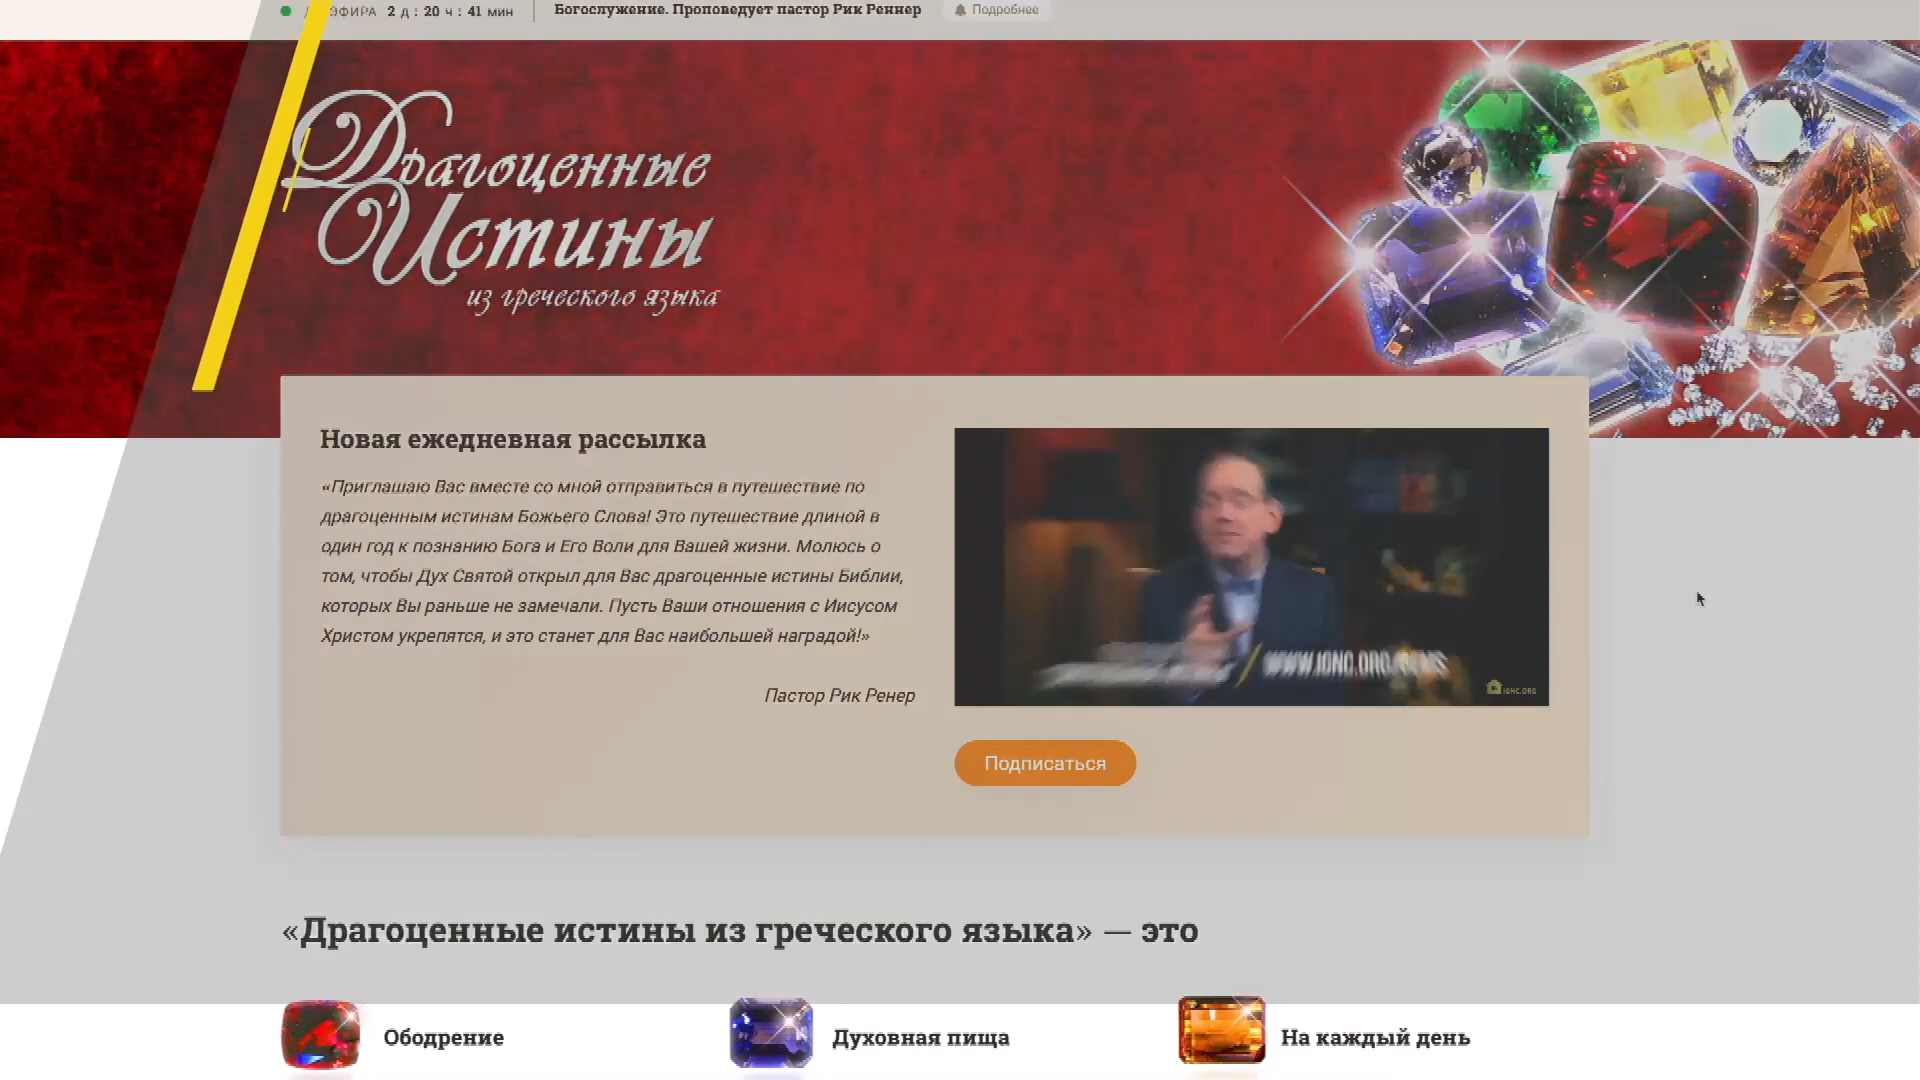 ЭФИРА 2 д : 20 ч : 41 мин
Богослужение. Проповедует пастор Рик Реннер
Подробнее
Драгоценные
Истины
из греческого языка
Новая ежедневная рассылка
«Приглашаю Вас вместе со мной отправиться в путешествие по
драгоценным истинам Божьего Слова! Это путешествие длиной в
один год к познанию Бога и Его Воли для Вашей жизни. Молюсь о
том, чтобы Дух Святой открыл для Вас драгоценные истины Библии,
которых Вы раньше не замечали. Пусть Ваши отношения с Иисусом
Христом укрепятся, и это станет для Вас наибольшей наградой!»
Пастор Рик Ренер
IGNC.ORG
Подписаться
«Драгоценные истины из греческого языка» — это
Ободрение
Духовная пища
На каждый день